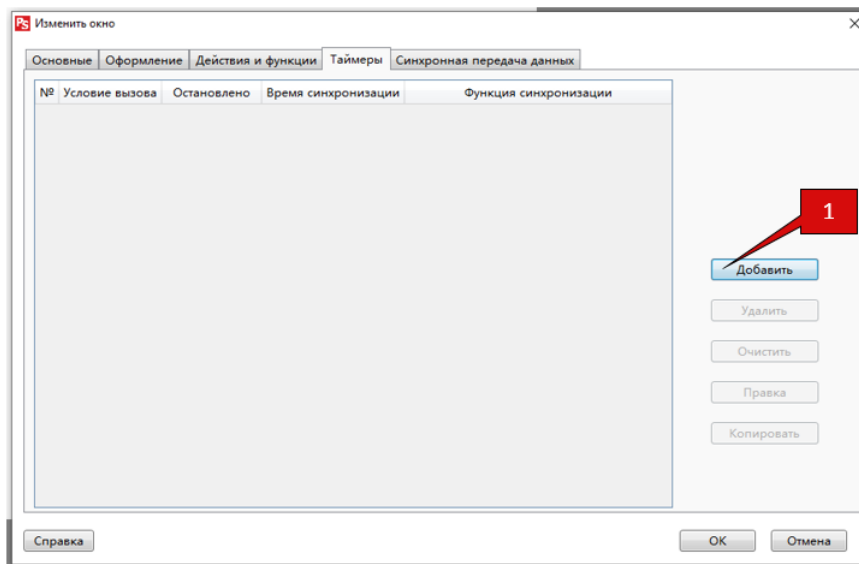 PS Изменить окно
Основные Оформление Действия и функции Таймеры Синхронная передача данных
№ Условие вызова Остановлено Время синхронизации Функция синхронизации
1
Добавить
Удалить
Очистить
Правка
Копировать
Справка OK Отмена